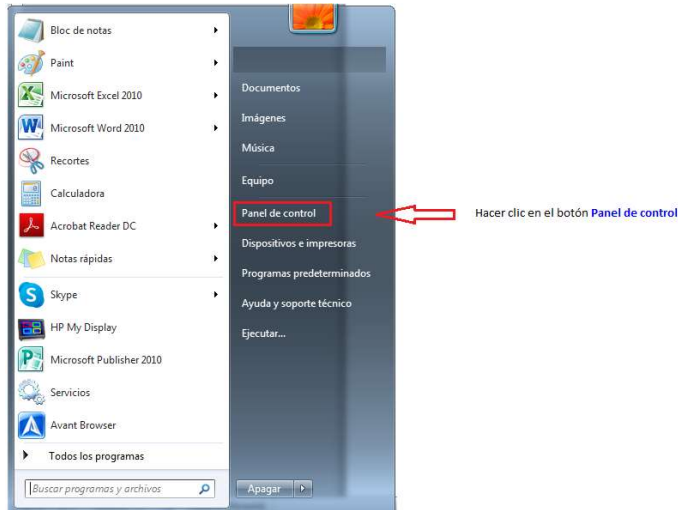 Bloc de notas
Paint
Microsoft Excel 2010
Microsoft Word 2010
Recortes
Calculadora
Acrobat Reader DC
Notas rápidas
Skype
HP My Display
Microsoft Publisher 2010
Servicios
Avant Browser
Todos los programas
Buscar programas y archivos
Documentos
Imágenes
Música
Equipo
Panel de control
Dispositivos e impresoras
Programas predeterminados
Ayuda y soporte técnico
Ejecutar...
Apagar
Hacer clic en el botón Panel de control